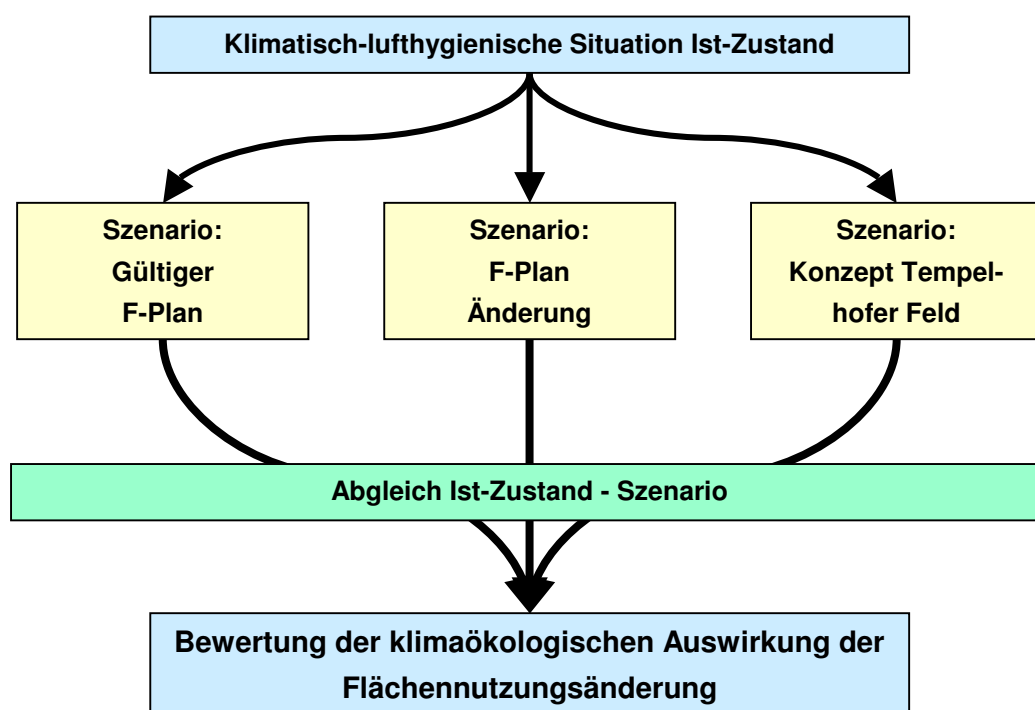 Klimatisch-lufthygienische Situation Ist-Zustand
Szenario:
Gültiger
F-Plan
Szenario:
F-Plan
Änderung
Szenario:
Konzept Tempel-
hofer Feld
Abgleich Ist-Zustand - Szenario
Bewertung der klimaökologischen Auswirkung der
Flächennutzungsänderung